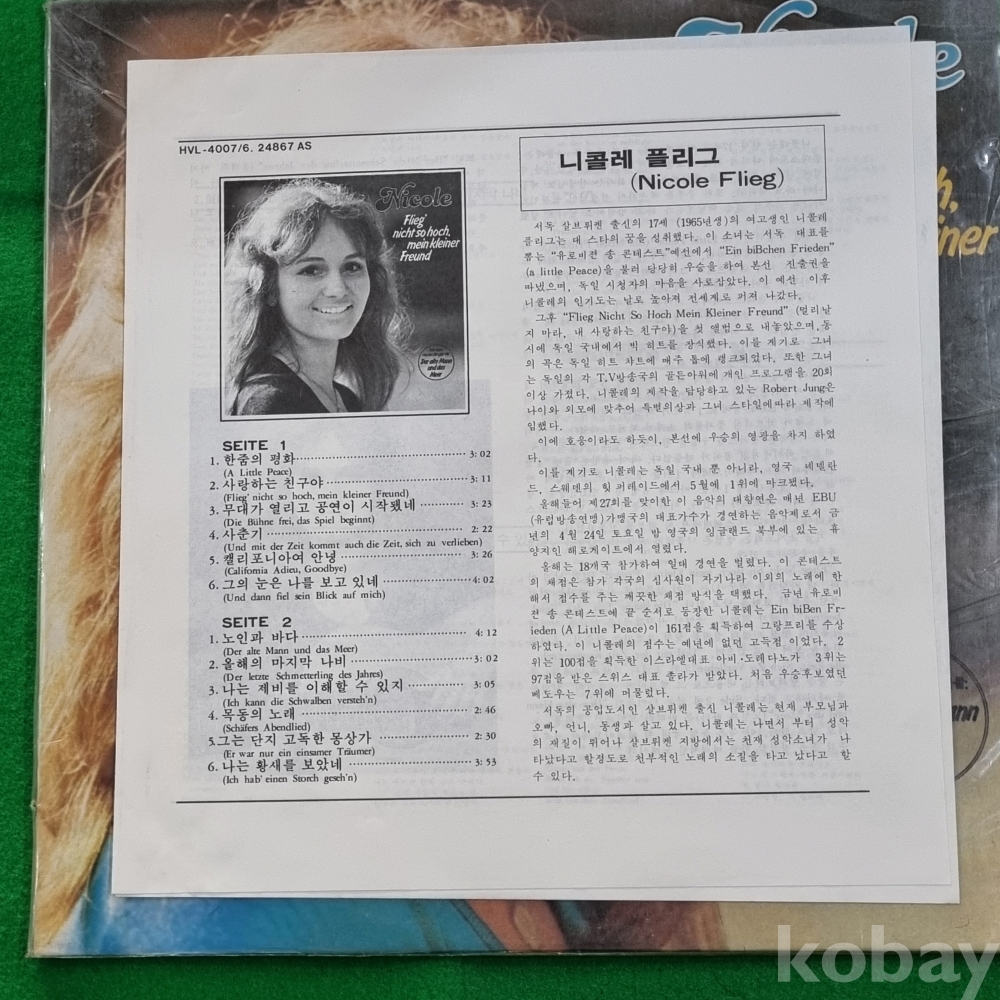 HVL-4007/6. 24867 AS
Nicole
Flieg'
nicht so hoch,
mein kleiner
Freund
Der alte Mann
und das
Meer
SEITE 1
1. 한줌의 평화 3:02
(A Little Peace)
2. 사랑하는 친구야 3:11
(Flieg' nicht so hoch, mein kleiner Freund)
3. 무대가 열리고 공연이 시작됐네 3:23
(Die Bühne frei, das Spiel beginnt)
4. 사춘기 2:22
(Und mit der Zeit kommt auch die Zeit, sich zu verlieben)
5. 캘리포니아여 안녕 3:26
(California Adieu, Goodbye)
6. 그의 눈은 나를 보고 있네 4:02
(Und dann fiel sein Blick auf mich)
SEITE 2
1. 노인과 바다 4:12
(Der alte Mann und das Meer)
2. 올해의 마지막 나비 3:02
(Der letzte Schmetterling des Jahres)
3. 나는 제비를 이해할 수 있지 3:05
(Ich kann die Schwalben versteh'n)
4. 목동의 노래 2:46
(Schäfers Abendlied)
5. 그는 단지 고독한 몽상가 2:30
(Er war nur ein einsamer Träumer)
6. 나는 황새를 보았네 3:53
(Ich hab' einen Storch geseh'n)
니콜레 플리그
(Nicole Flieg)
서독 살브뤼켄 출신의 17세 (1965년생)의 여고생인 니콜레
플리그는 대 스타의 꿈을 성취했다. 이 소녀는 서독 대표를
뽑는 "유로비젼 송 콘테스트"예선에서 "Ein biBchen Frieden"
(a little Peace)을 불러 당당히 우승을 하여 본선 진출권을
따냈으며, 독일 시청자의 마음을 사로잡았다. 이 예선 이후
니콜레의 인기도는 날로 높아져 전세계로 퍼져 나갔다.
그후 "Flieg Nicht So Hoch Mein Kleiner Freund" (멀리날
지 마라, 내 사랑하는 친구야)을 첫 앨범으로 내놓았으며, 동
시에 독일 국내에서 빅 히트를 장식했다. 이를 계기로 그녀
의 곡은 독일 히트 차트에 매주 톱에 랭크되었다. 또한 그녀
는 독일의 각 T.V방송국의 골든아워에 개인 프로그램을 20회
이상 가졌다. 니콜레의 제작을 담당하고 있는 Robert Jung은
나이와 외모에 맞추어 특별의상과 그녀 스타일에따라 제작에
임했다.
이에 호응이라도 하듯이, 본선에 우승의 영광을 차지 하였
다.
이를 계기로 니콜레는 독일 국내 뿐 아니라, 영국 네델란
드, 스웨덴의 힛 퍼레이드에서 5월에 1위에 마크됐다.
올해들어 제27회를 맞이한 이 음악의 대향연은 매년 EBU
(유럽방송연맹)가맹국의 대표가수가 경연하는 음악제로서 금
년의 4월 24일 토요일 밤 영국의 잉글랜드 북부에 있는 휴
양지인 해로게이트에서 열렸다.
올해는 18개국 참가하여 일대 경연을 벌렸다. 이 콘테스트
의 채점은 참가 각국의 심사원이 자기나라 이외의 노래에 한
해서 점수를 주는 깨끗한 채점 방식을 택했다. 금년 유로비
젼 송 콘테스트에 끝 순서로 등장한 니콜레는 Ein biBen Fr-
ieden (A Little Peace)이 161점을 획득하여 그랑프리를 수상
하였다. 이 니콜레의 점수는 예년에 없던 고득점 이었다. 2
위는 100점을 획득한 이스라엘대표 아비·도레타노가 3위는
97점을 받은 스위스 대표 졸라가 받았다. 처음 우승후보였던
베도우는 7위에 머물렀다.
서독의 공업도시인 살브뤼켄 출신 니콜레는 현재 부모님과
오빠, 언니, 동생과 살고 있다. 니콜레는 나면서 부터 성악
의 재질이 뛰어나 살브뤼켄 지방에서는 천재 성악소녀가 나
타났다고 할정도로 천부적인 노래의 소질을 타고 났다고 할
수 있다.
kobay